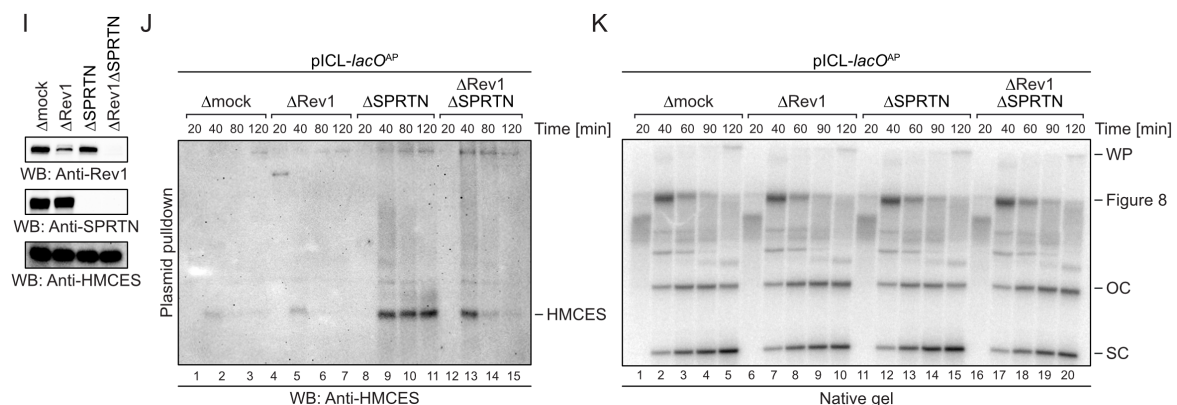 I
ΔMock
ΔRev1
ΔSPRTN
ΔRev1ΔSPRTN
WB: Anti-Rev1
WB: Anti-SPRTN
WB: Anti-HMCES
J
pICL-lacOAP
Δmock ΔRev1 ΔSPRTN ΔRev1 ΔSPRTN
20 40 80 120 20 40 80 120 20 40 80 120 20 40 80 120 Time [min]
Plasmid pulldown
HMCES
1 2 3 4 5 6 7 8 9 10 11 12 13 14 15
WB: Anti-HMCES
K
pICL-lacOAP
Δmock ΔRev1 ΔSPRTN ΔRev1 ΔSPRTN
20 40 60 90 120 20 40 60 90 120 20 40 60 90 120 20 40 60 90 120 Time [min]
WP
Figure 8
OC
SC
1 2 3 4 5 6 7 8 9 10 11 12 13 14 15 16 17 18 19 20
Native gel